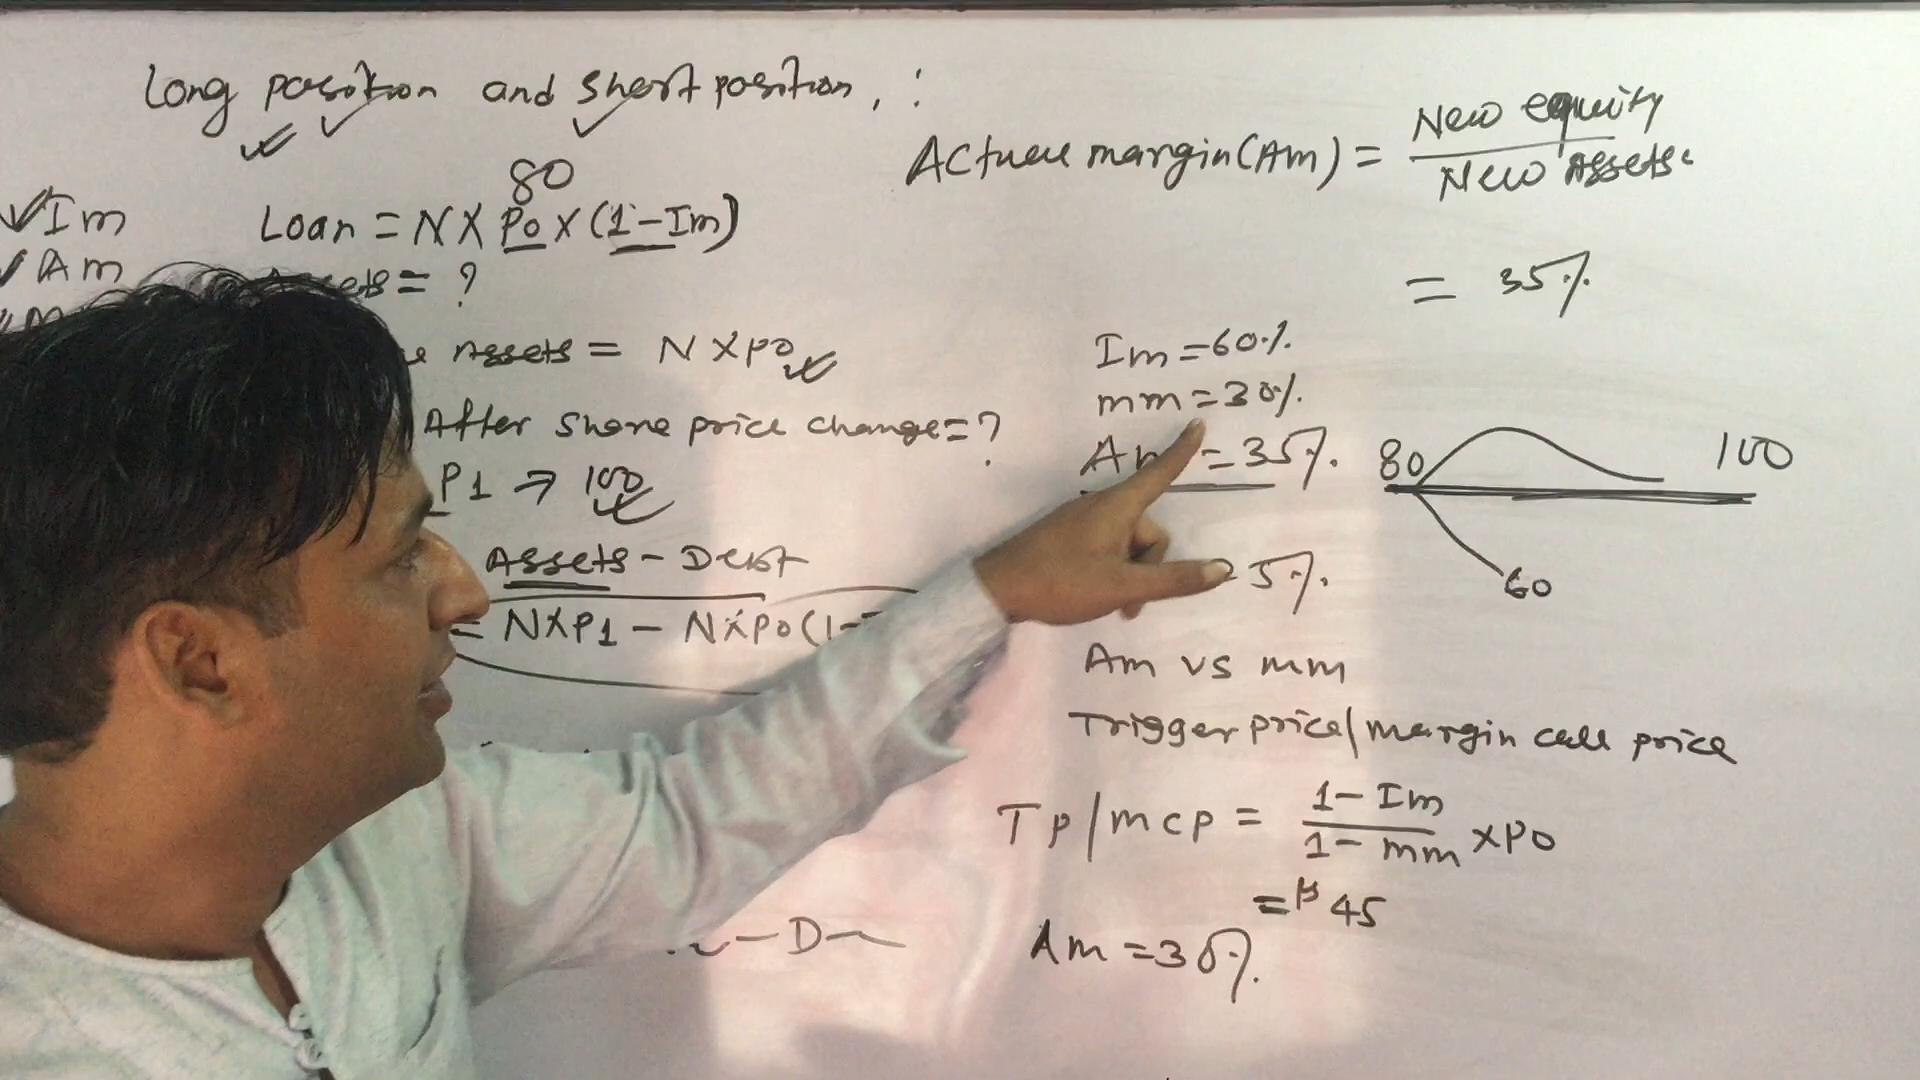 Long position and short position, :
80
Im
Loan = N X Po X (1-Im)
Am
= ?
Assets = N X Po
After share price change = ?
P1 → 100
Assets - Debt
= N X P1 - N X Po (1-
D
Actual margin (Am) = New equity
New Assets
= 35%
Im = 60%
mm = 30%
Am = 35%
80 100
60
25%
Am vs mm
Trigger price/margin call price
Tp/mcp = 1 - Im
1 - mm X Po
= 45
Am = 30%